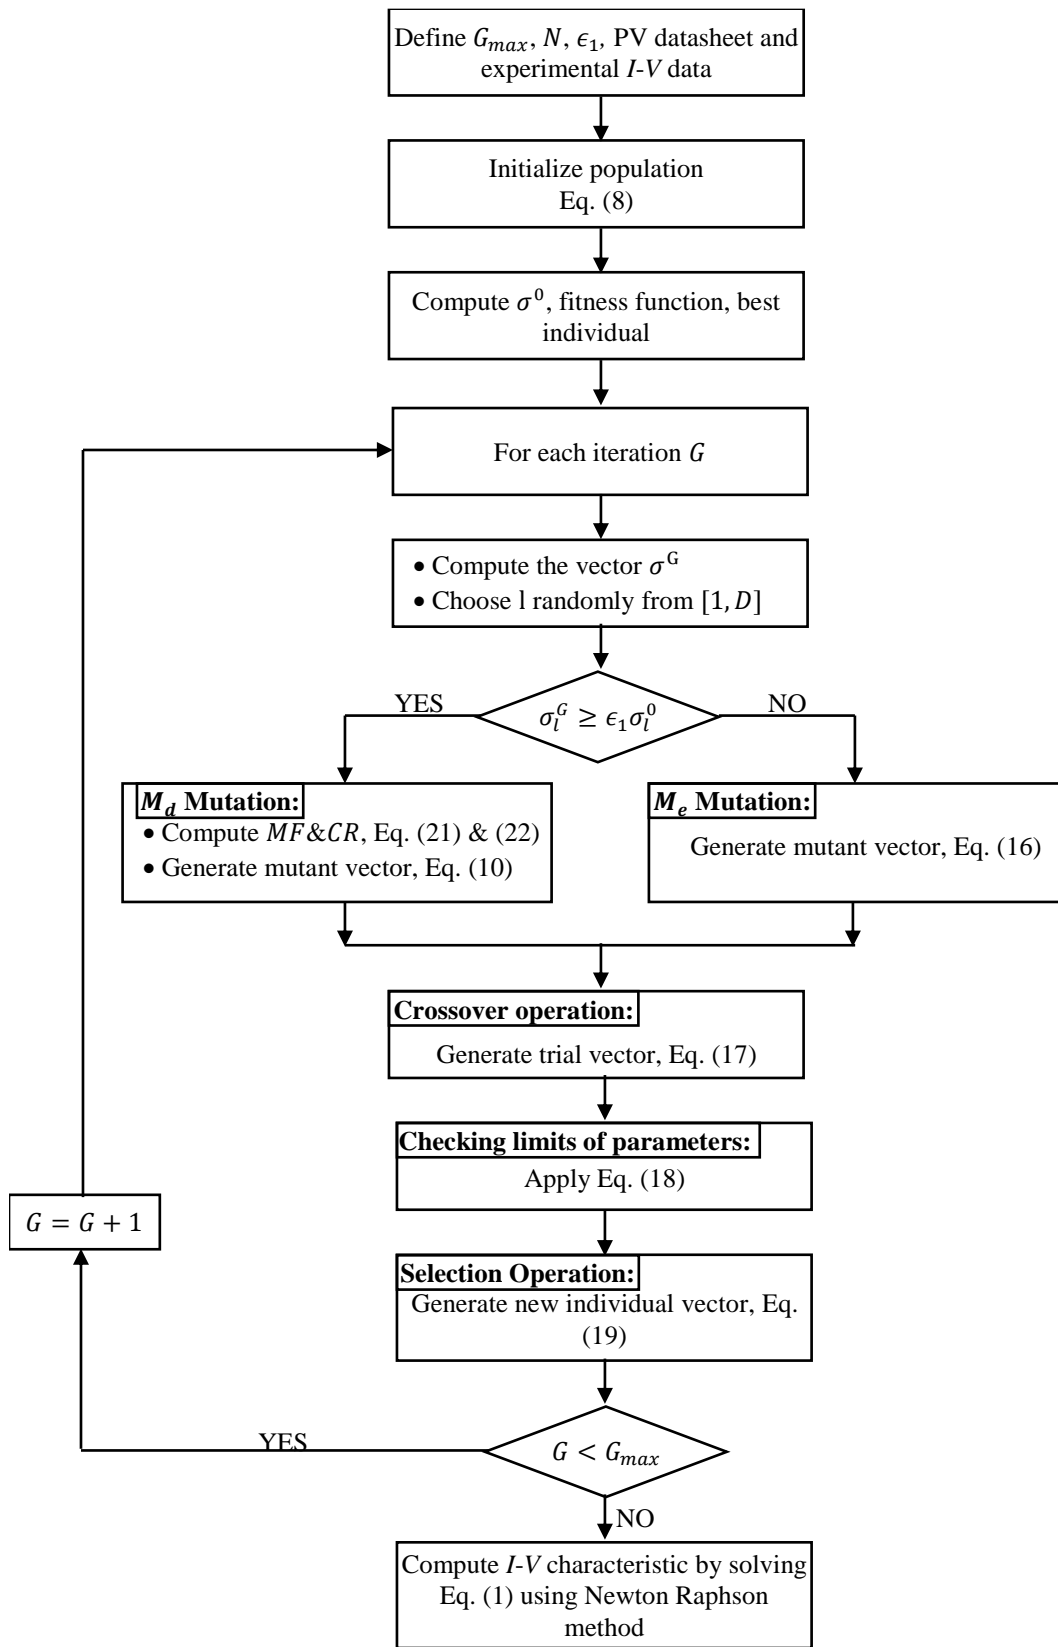 Define G_max, N, ϵ₁, PV datasheet and
experimental I-V data
Initialize population
Eq. (8)
Compute σ⁰, fitness function, best
individual
For each iteration G
• Compute the vector σ^G
• Choose l randomly from [1, D]
YES
σ_l^G ≥ ϵ₁σ_l^0
NO
M_d Mutation:
• Compute MF&CR, Eq. (21) & (22)
• Generate mutant vector, Eq. (10)
M_e Mutation:
Generate mutant vector, Eq. (16)
Crossover operation:
Generate trial vector, Eq. (17)
Checking limits of parameters:
Apply Eq. (18)
G = G + 1
Selection Operation:
Generate new individual vector, Eq.
(19)
YES
G < G_max
NO
Compute I-V characteristic by solving
Eq. (1) using Newton Raphson
method